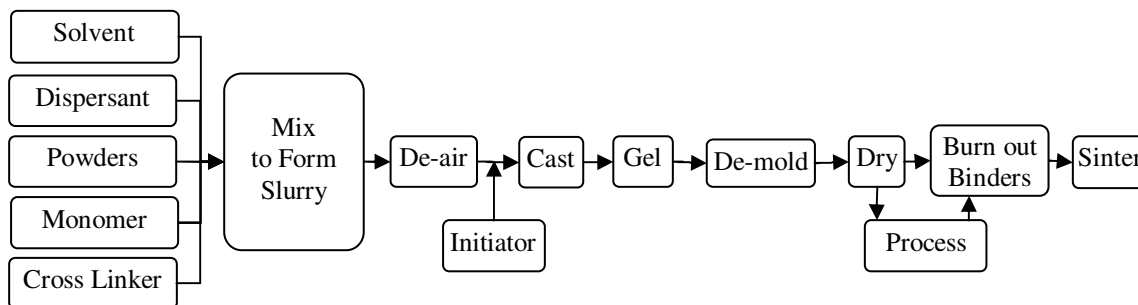 Solvent
Dispersant
Powders
Monomer
Cross Linker
Mix
to Form
Slurry
De-air
Initiator
Cast
Gel
De-mold
Dry
Process
Burn out
Binders
Sinter